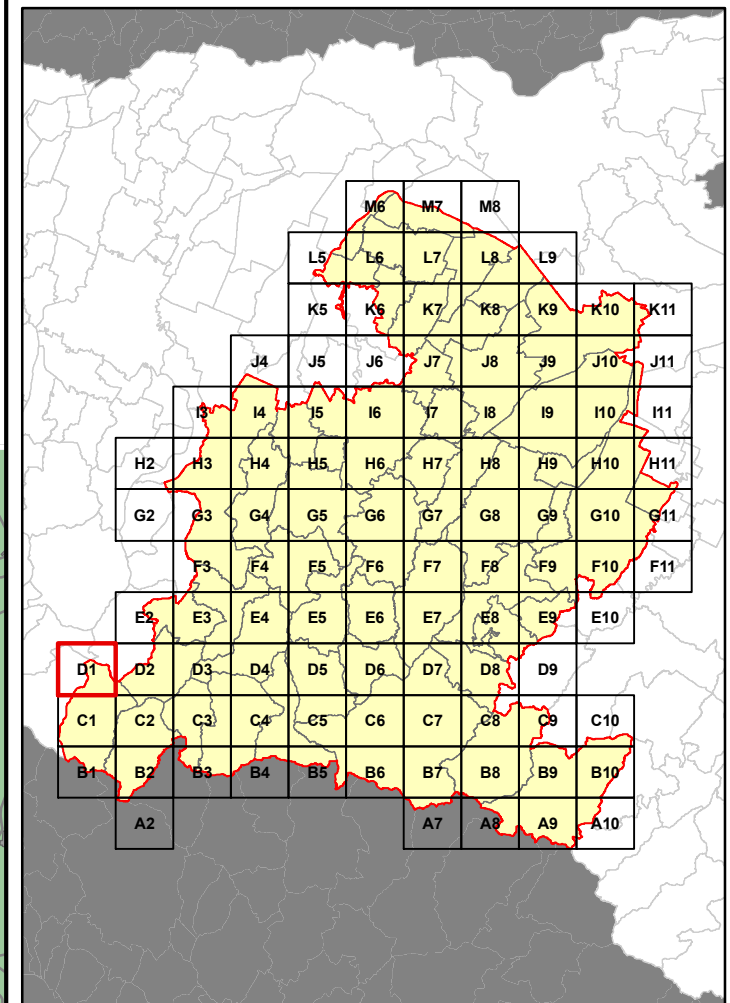 M6 M7 M8
L5 L6 L7 L8 L9
K5 K6 K7 K8 K9 K10 K11
J4 J5 J6 J7 J8 J9 J10 J11
I3 I4 I5 I6 I7 I8 I9 I10 I11
H2 H3 H4 H5 H6 H7 H8 H9 H10 H11
G2 G3 G4 G5 G6 G7 G8 G9 G10 G11
F3 F4 F5 F6 F7 F8 F9 F10 F11
E2 E3 E4 E5 E6 E7 E8 E9 E10
D1 D2 D3 D4 D5 D6 D7 D8 D9
C1 C2 C3 C4 C5 C6 C7 C8 C9 C10
B1 B2 B3 B4 B5 B6 B7 B8 B9 B10
A2 A7 A8 A9 A10